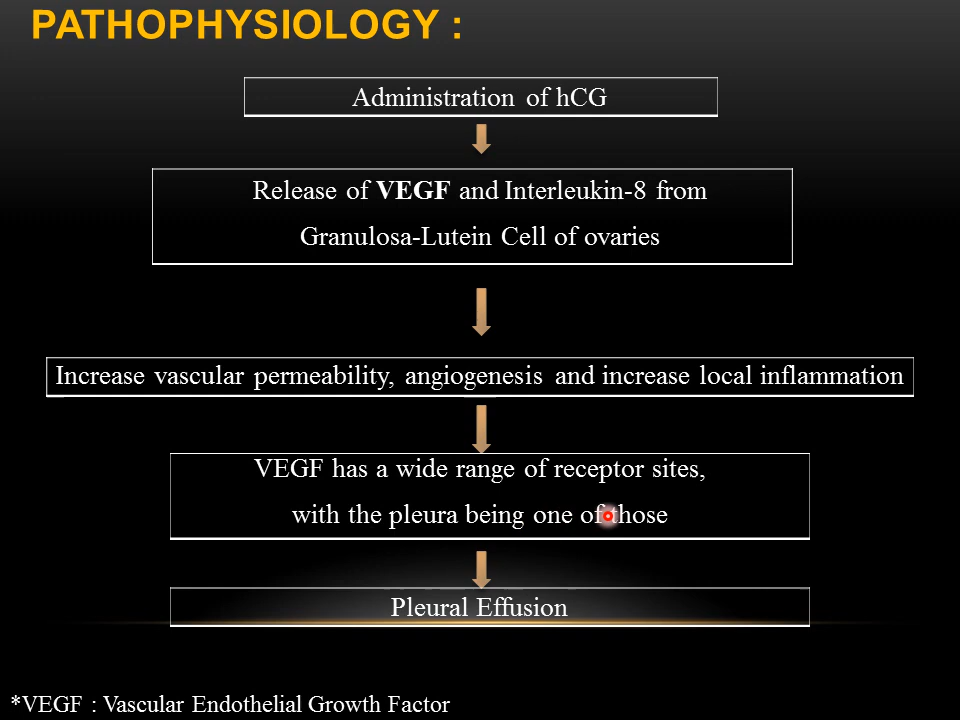 PATHOPHYSIOLOGY :
Administration of hCG
Release of VEGF and Interleukin-8 from
Granulosa-Lutein Cell of ovaries
Increase vascular permeability, angiogenesis and increase local inflammation
VEGF has a wide range of receptor sites,
with the pleura being one of those
Pleural Effusion
*VEGF : Vascular Endothelial Growth Factor